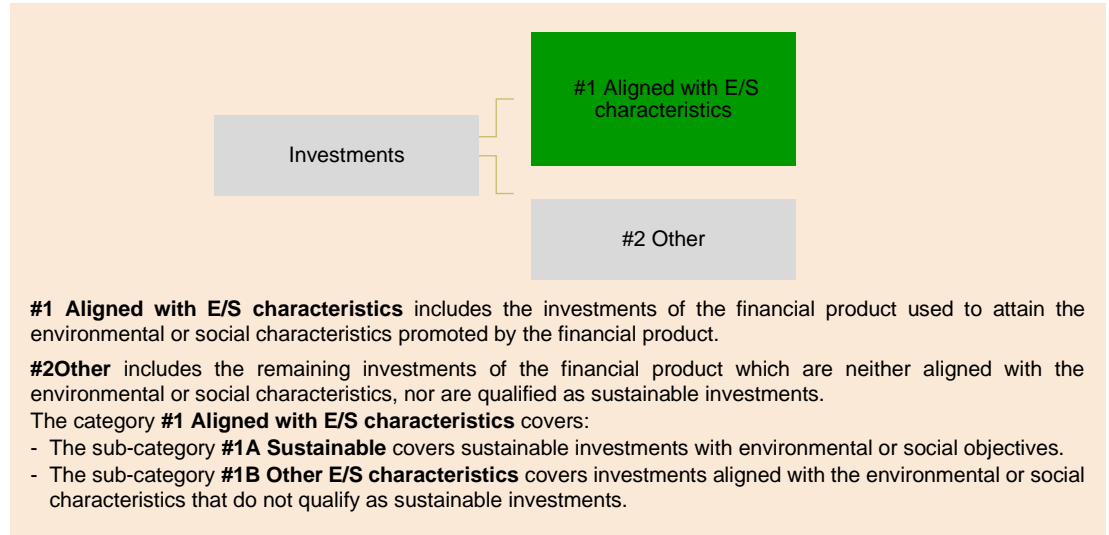 #1 Aligned with E/S
characteristics
Investments
#2 Other
#1 Aligned with E/S characteristics includes the investments of the financial product used to attain the
environmental or social characteristics promoted by the financial product.
#2Other includes the remaining investments of the financial product which are neither aligned with the
environmental or social characteristics, nor are qualified as sustainable investments.
The category #1 Aligned with E/S characteristics covers:
- The sub-category #1A Sustainable covers sustainable investments with environmental or social objectives.
- The sub-category #1B Other E/S characteristics covers investments aligned with the environmental or social
characteristics that do not qualify as sustainable investments.